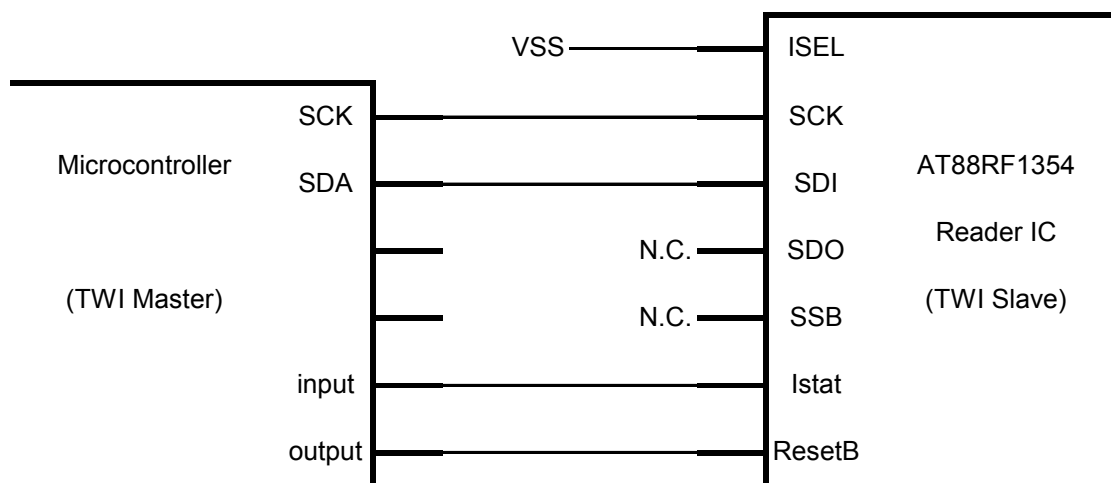 VSS ISEL
SCK SCK
Microcontroller AT88RF1354
SDA SDI
N.C. SDO Reader IC
(TWI Master) N.C. SSB (TWI Slave)
input Istat
output ResetB